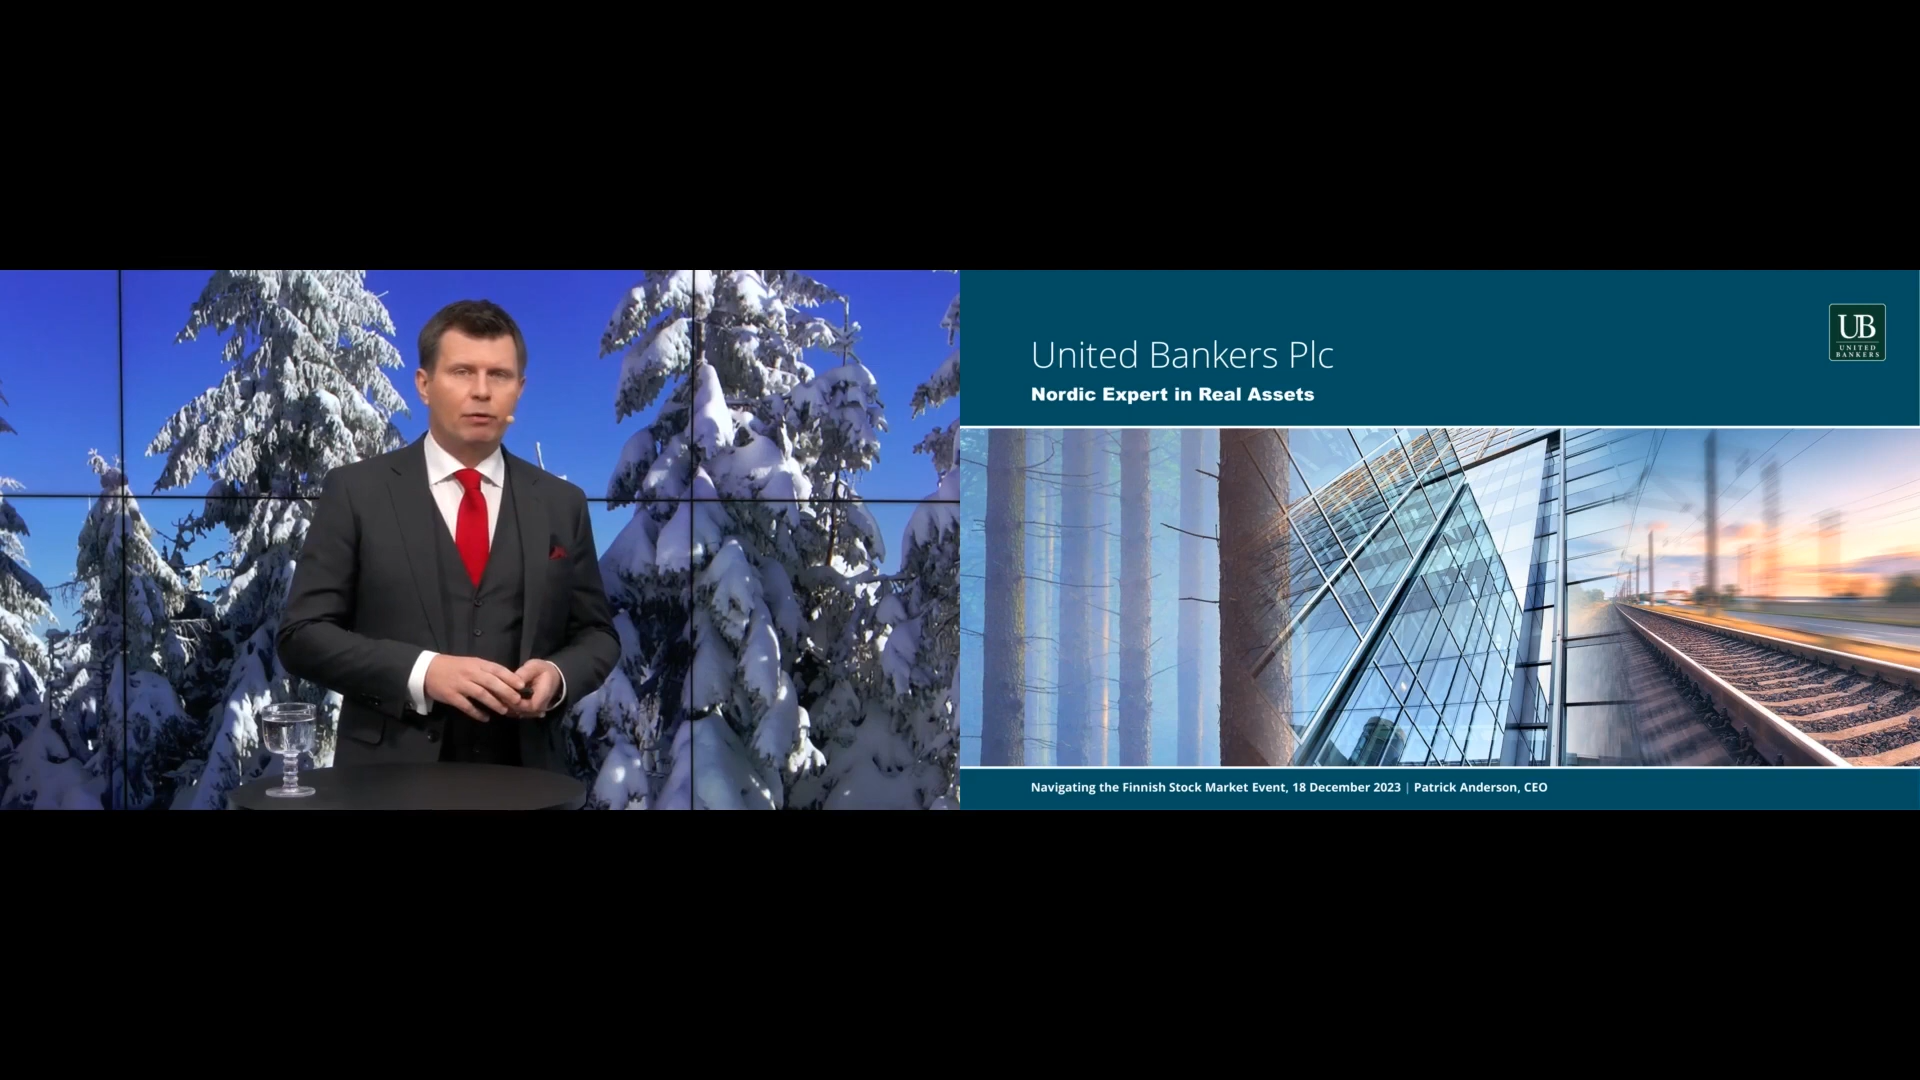 United Bankers Plc
Nordic Expert in Real Assets
UB
UNITED
BANKERS
Navigating the Finnish Stock Market Event, 18 December 2023 | Patrick Anderson, CEO